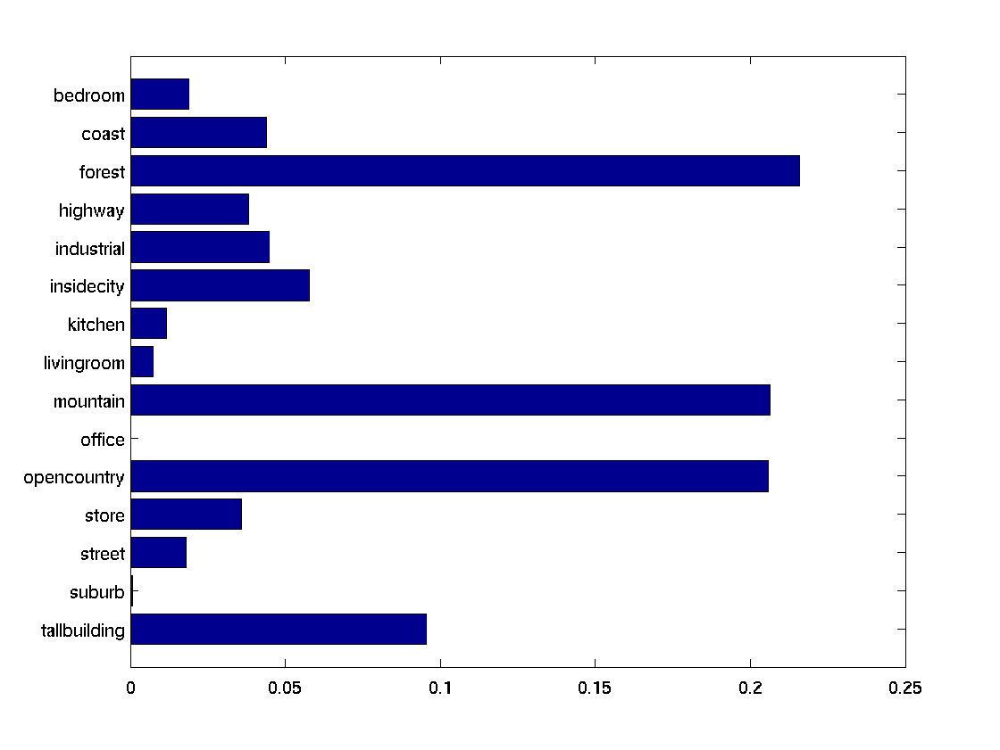 bedroom
coast
forest
highway
industrial
insidecity
kitchen
livingroom
mountain
office
opencountry
store
street
suburb
tallbuilding
0 0.05 0.1 0.15 0.2 0.25